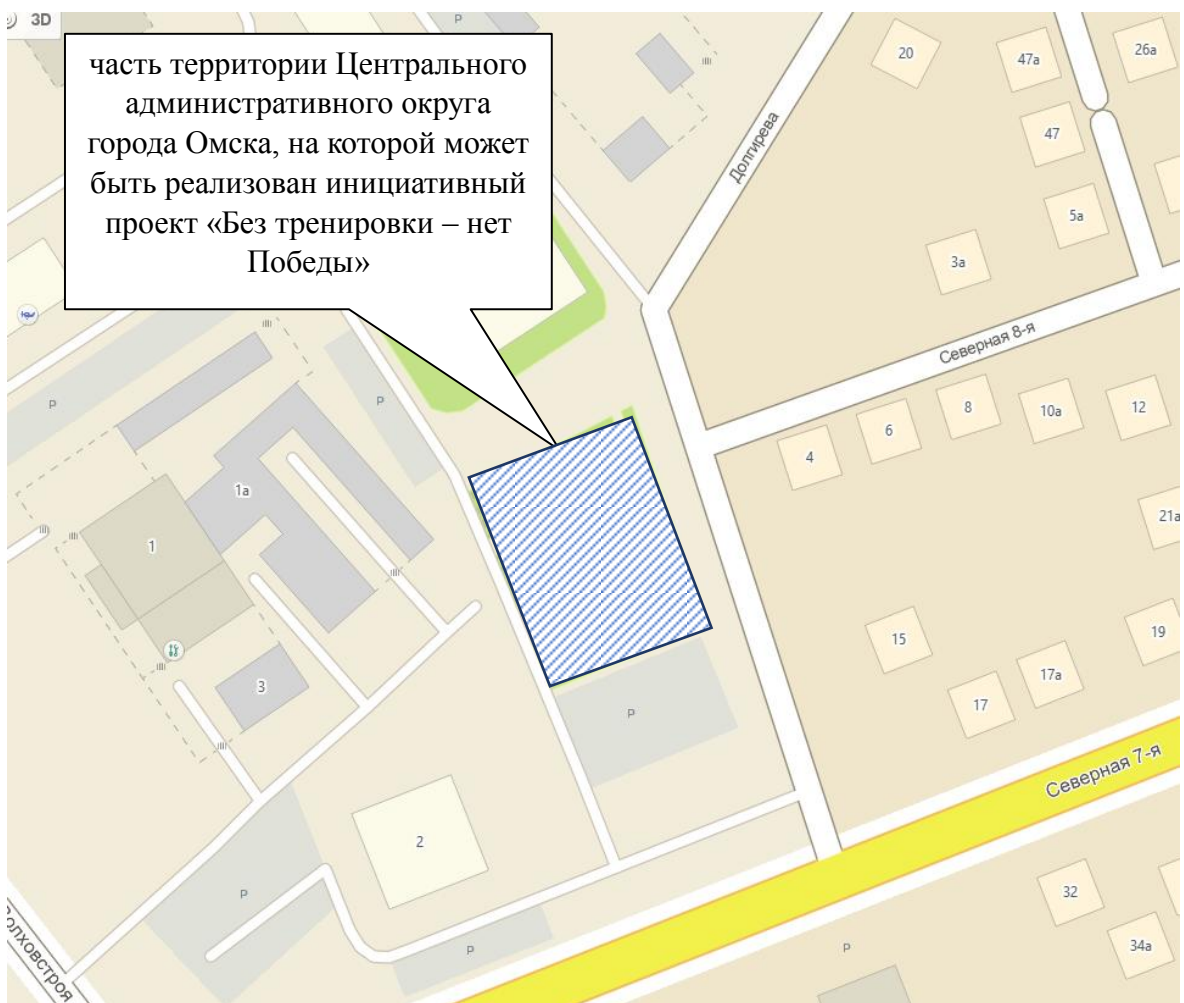 3D
P
часть территории Центрального
административного округа
города Омска, на которой может
быть реализован инициативный
проект «Без тренировки – нет
Победы»
20
47а
26а
47
Долгирева
5а
3а
Северная 8-я
P
P
8
10а
12
6
4
1а
1
21а
15
19
17а
3
17
P
Северная 7-я
2
P
32
P
P
34а